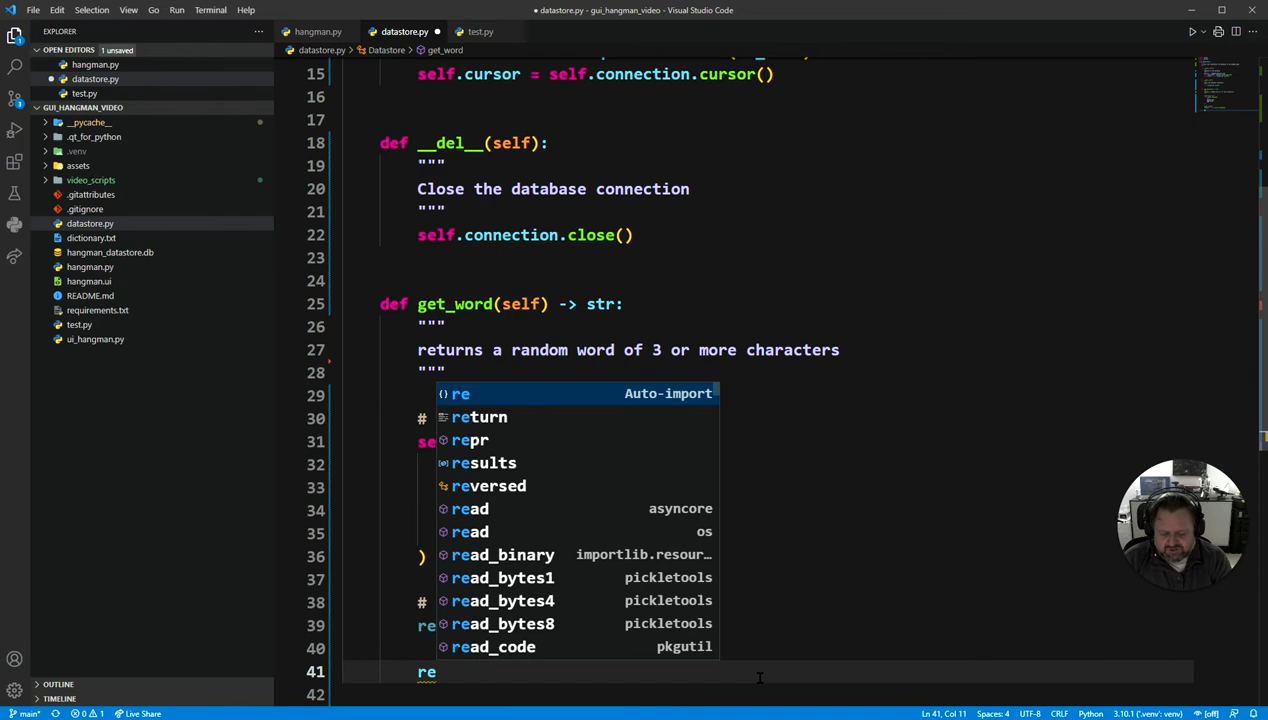 File Edit Selection View Go Run Terminal Help
● datastore.py - gui_hangman_video - Visual Studio Code
EXPLORER
OPEN EDITORS 1 unsaved
hangman.py
datastore.py
test.py
GUI_HANGMAN_VIDEO
__pycache__
.qt_for_python
.venv
assets
video_scripts
.gitattributes
.gitignore
datastore.py
dictionary.txt
hangman_datastore.db
hangman.py
hangman.ui
README.md
requirements.txt
test.py
ui_hangman.py
OUTLINE
TIMELINE
hangman.py datastore.py ● test.py
datastore.py > Datastore > get_word
15 self.cursor = self.connection.cursor()
16
17
18 def __del__(self):
19 """
20 Close the database connection
21 """
22 self.connection.close()
23
24
25 def get_word(self) -> str:
26 """
27 returns a random word of 3 or more characters
28 """
29
30 #
31 se
32
33
34
35
36 )
37
38 #
39 re
40
41 re
42
re Auto-import
return
repr
results
reversed
read asyncore
read os
read_binary importlib.resour…
read_bytes1 pickletools
read_bytes4 pickletools
read_bytes8 pickletools
read_code pkgutil
main* 0 1 Live Share Ln 41, Col 11 Spaces: 4 UTF-8 CRLF Python 3.10.1 ('.venv': venv) [off]